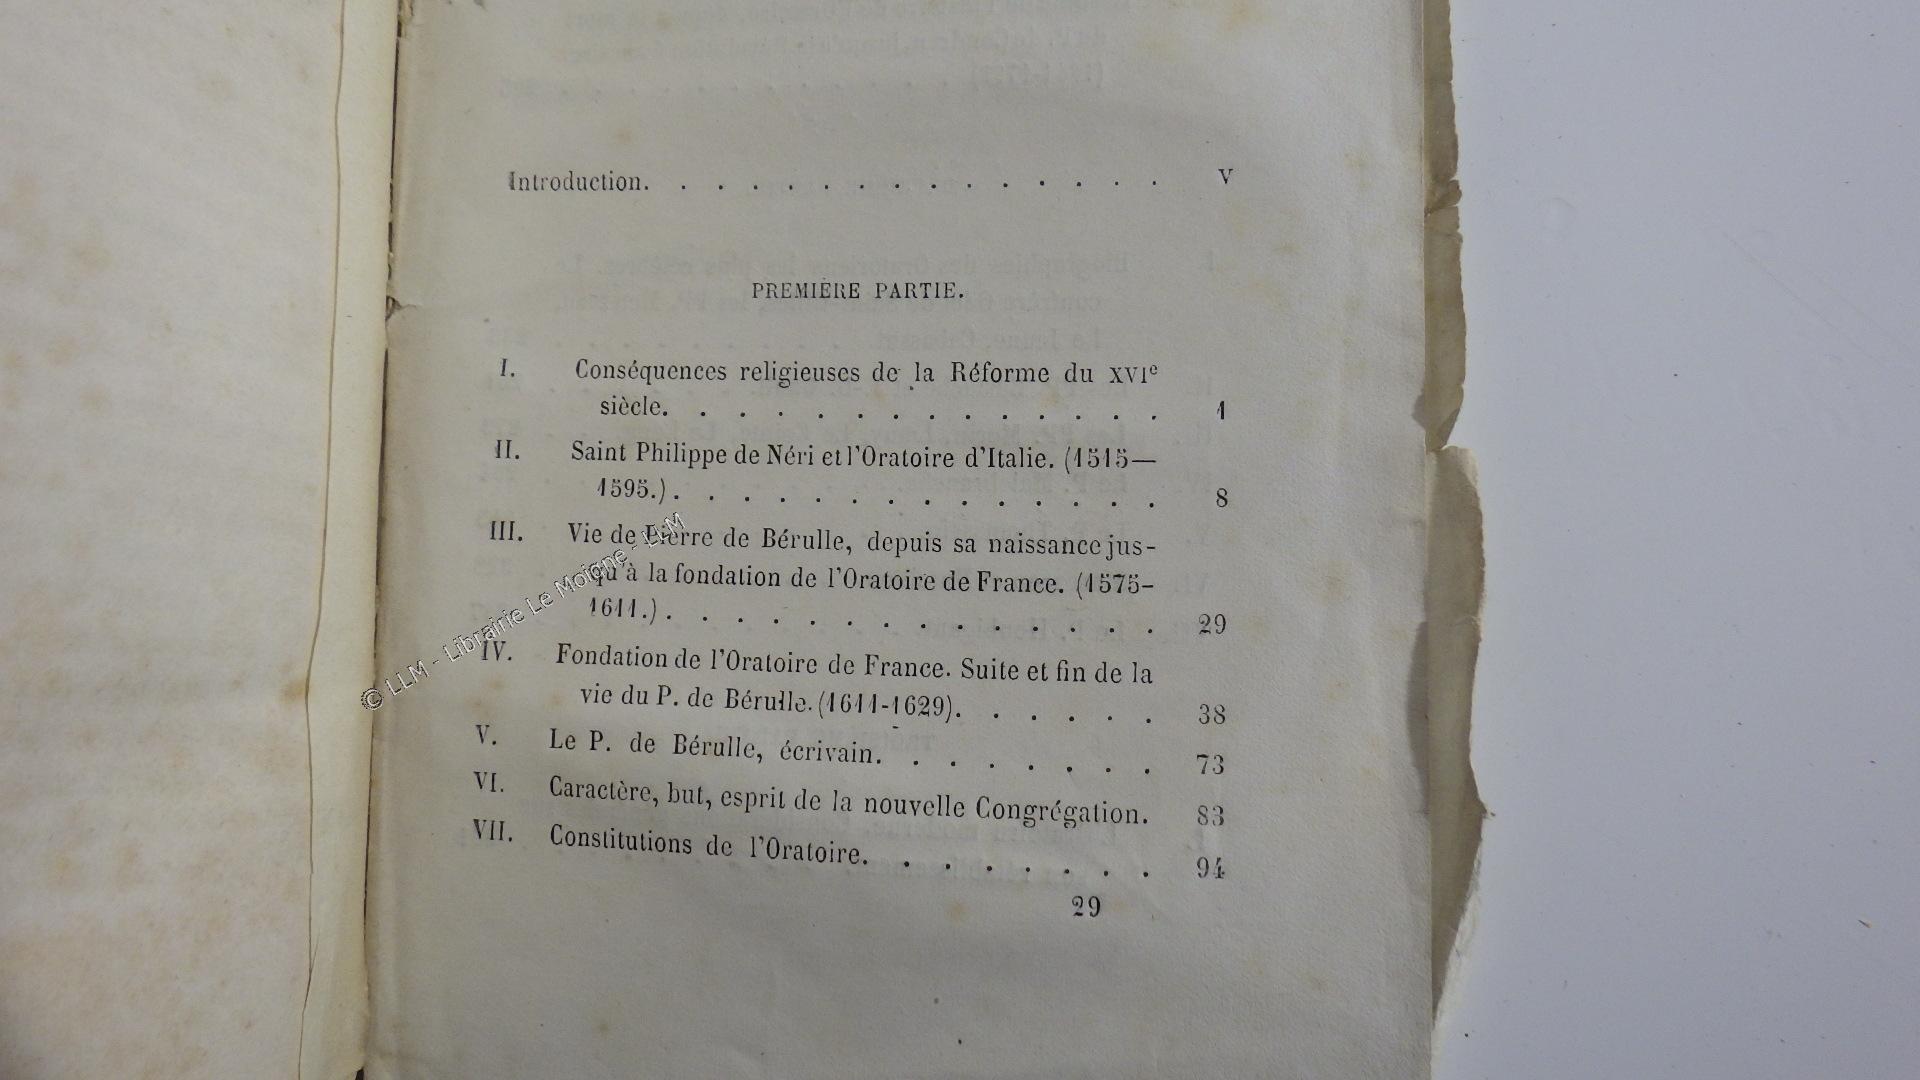 Introduction. . . . . . . . . . . . . . . V
PREMIÈRE PARTIE.
I. Conséquences religieuses de la Réforme du XVIe
siècle. . . . . . . . . . . . . . . 1
II. Saint Philippe de Néri et l'Oratoire d'Italie. (1515—
1595.) . . . . . . . . . . . . . . 8
III. Vie de Pierre de Bérulle, depuis sa naissance jus-
qu'à la fondation de l'Oratoire de France. (1575-
1611.) . . . . . . . . . . . . . . 29
IV. Fondation de l'Oratoire de France. Suite et fin de la
vie du P. de Bérulle. (1611-1629). . . . . . 38
V. Le P. de Bérulle, écrivain. . . . . . . . 73
VI. Caractère, but, esprit de la nouvelle Congrégation. 83
VII. Constitutions de l'Oratoire. . . . . . . . 94
29
© LLM - Librairie Le Moigne - LLM